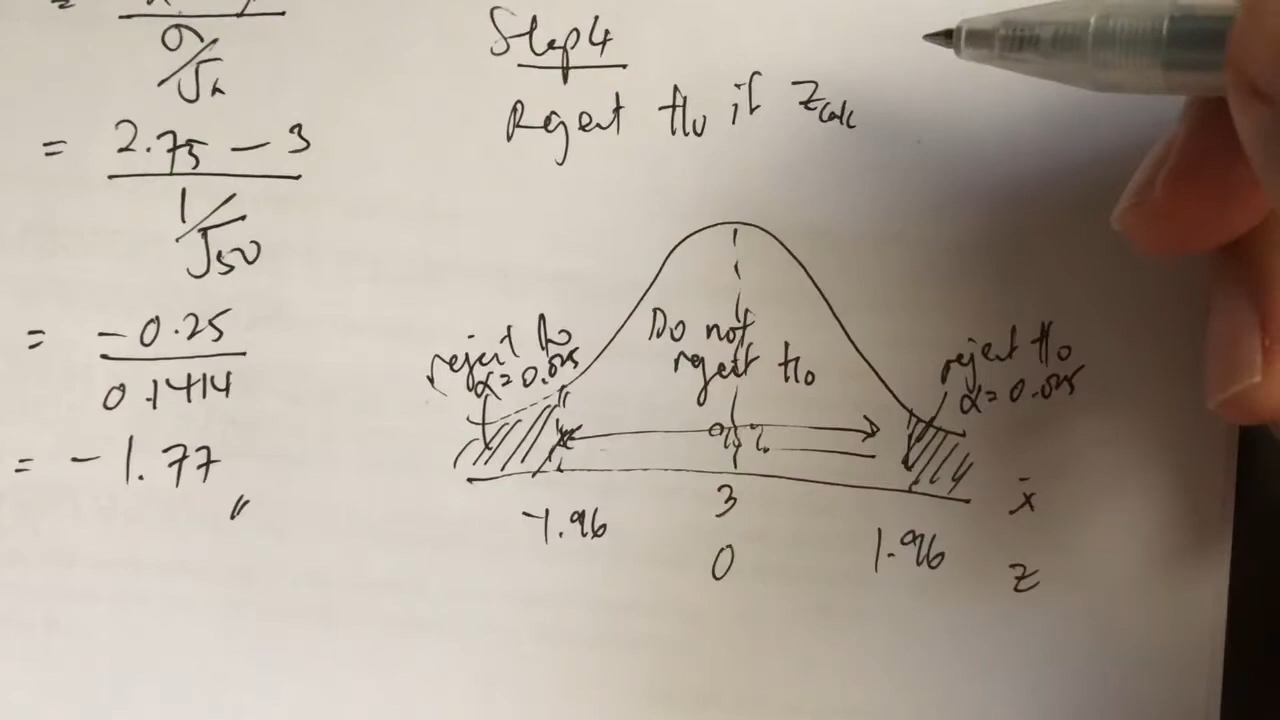 σ/√n
= 2.75 - 3
1/√50
= -0.25
0.1414
= -1.77 〃
Step 4
Reject H0 if Zcalc
reject H0
α = 0.025
Do not
reject H0
reject H0
α = 0.025
95%
-1.96
3
0
1.96
x̄
z